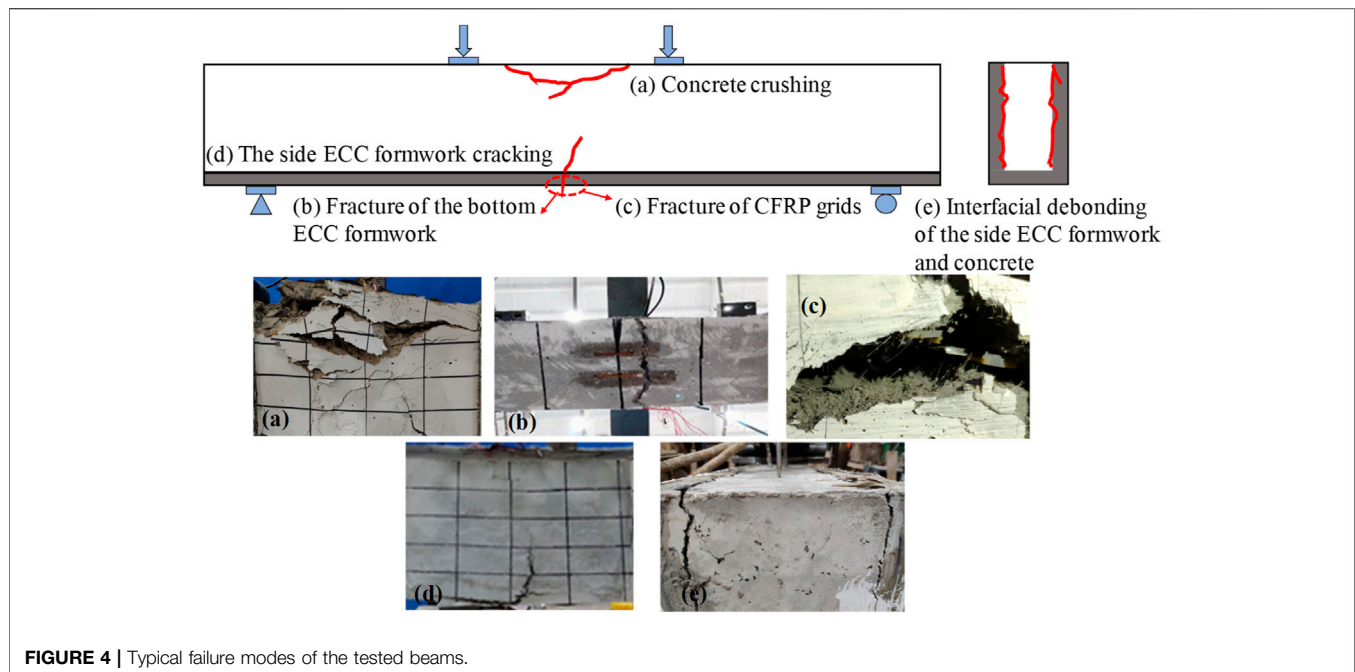 (a) Concrete crushing
(d) The side ECC formwork cracking
(b) Fracture of the bottom
ECC formwork
(c) Fracture of CFRP grids
(e) Interfacial debonding
of the side ECC formwork
and concrete
(a)
(b)
(c)
(d)
(e)
FIGURE 4 | Typical failure modes of the tested beams.